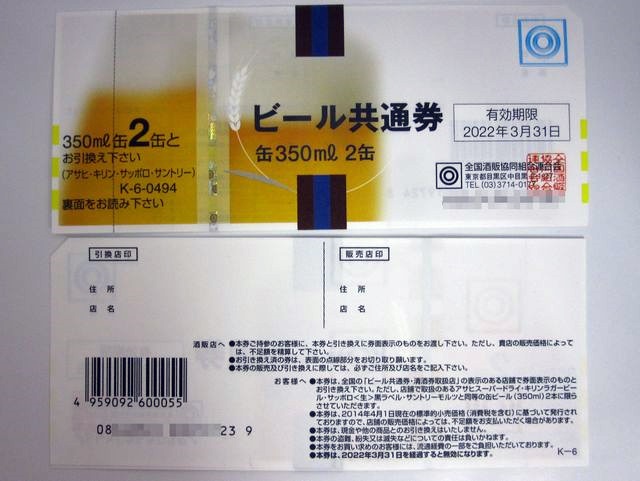 350mℓ缶2缶と
お引換え下さい
(アサヒ・キリン・サッポロ・サントリー)
K-6-0494
裏面をお読み下さい
ビール共通券
缶350mℓ 2缶
有効期限
2022年3月31日
全国酒販協同組合連合会
東京都目黒区中目黒
TEL (03)3714-0172
引換店印
販売店印
住所
店名
住所
店名
酒販店へ ●本券ご持参のお客様に、本券と引き換えに券面表示のものをお渡し下さい。ただし、貴店の販売価格によって
は、不足額を精算して下さい。
●お引き換え済の券は、表面の点線部分をお切り取り願います。
●本券の販売及び引き換えに際しては、必ずご住所及び店名をご記入下さい。
お客様へ ●本券は、全国の「ビール共通券・清酒券取扱店」の表示のある店舗で券面表示のものと
お引き換え下さい。ただし、店舗で取扱のあるアサヒスーパードライ・キリンラガービー
ル・サッポロ＜生＞黒ラベル・サントリーモルツと同等の缶ビール(350mℓ)2本に限ら
させていただきます。
●本券は、2014年4月1日現在の標準的小売価格(消費税を含む)に基づいて発行され
ておりますので、店舗の販売価格によっては、不足額をお支払いただく場合があります。
●本券は、現金や他の商品とのお引き換えはいたしません。
●本券の盗難、紛失又は滅失などについての責任は負いかねます。
●本券をお買い求めのお客様には、流通経費の一部をご負担いただいております。
●本券は、2022年3月31日を経過すると無効になります。
4 959092 600055
08 23 9
K-6